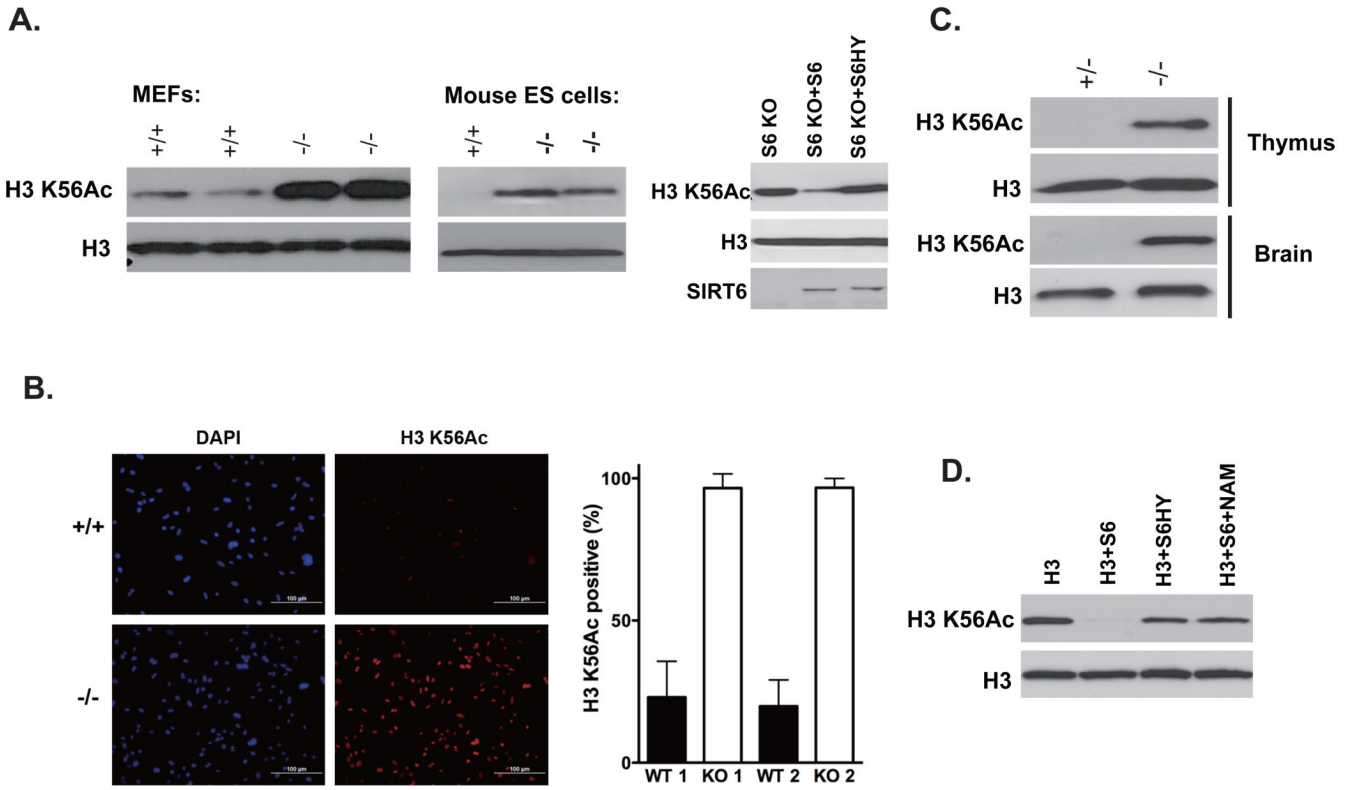 A.
MEFs:
+/+ +/+ -/- -/-
H3 K56Ac
H3
Mouse ES cells:
+/+ -/- -/-
S6 KO
S6 KO+S6
S6 KO+S6HY
H3 K56Ac
H3
SIRT6
C.
+/- -/-
H3 K56Ac
H3
Thymus
H3 K56Ac
H3
Brain
B.
DAPI H3 K56Ac
+/+
100 µm 100 µm
-/-
100 µm 100 µm
H3 K56Ac positive (%)
100
50
0
WT 1 KO 1 WT 2 KO 2
D.
H3
H3+S6
H3+S6HY
H3+S6+NAM
H3 K56Ac
H3